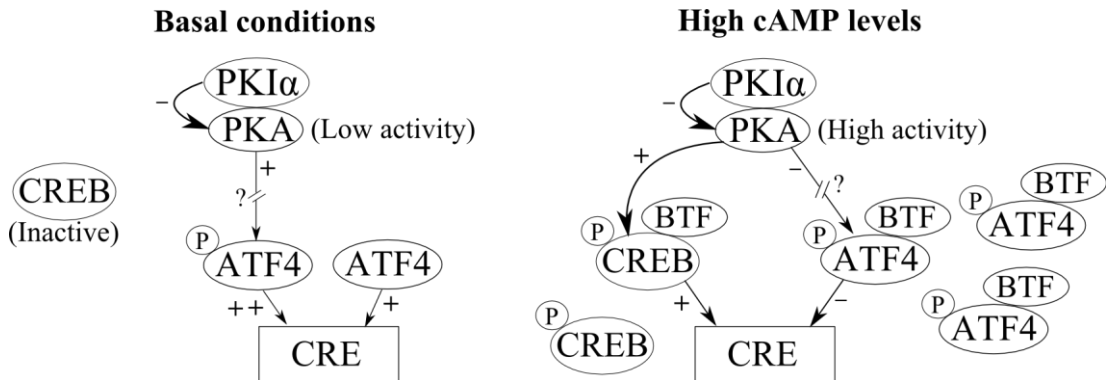 Basal conditions
PKIα
−
PKA (Low activity)
+
?
CREB
(Inactive)
P
ATF4 ATF4
++ +
CRE
High cAMP levels
PKIα
−
PKA (High activity)
+
−
?
BTF
P
CREB
BTF
P
ATF4
BTF
P
ATF4
BTF
P
ATF4
+ −
P
CREB
CRE